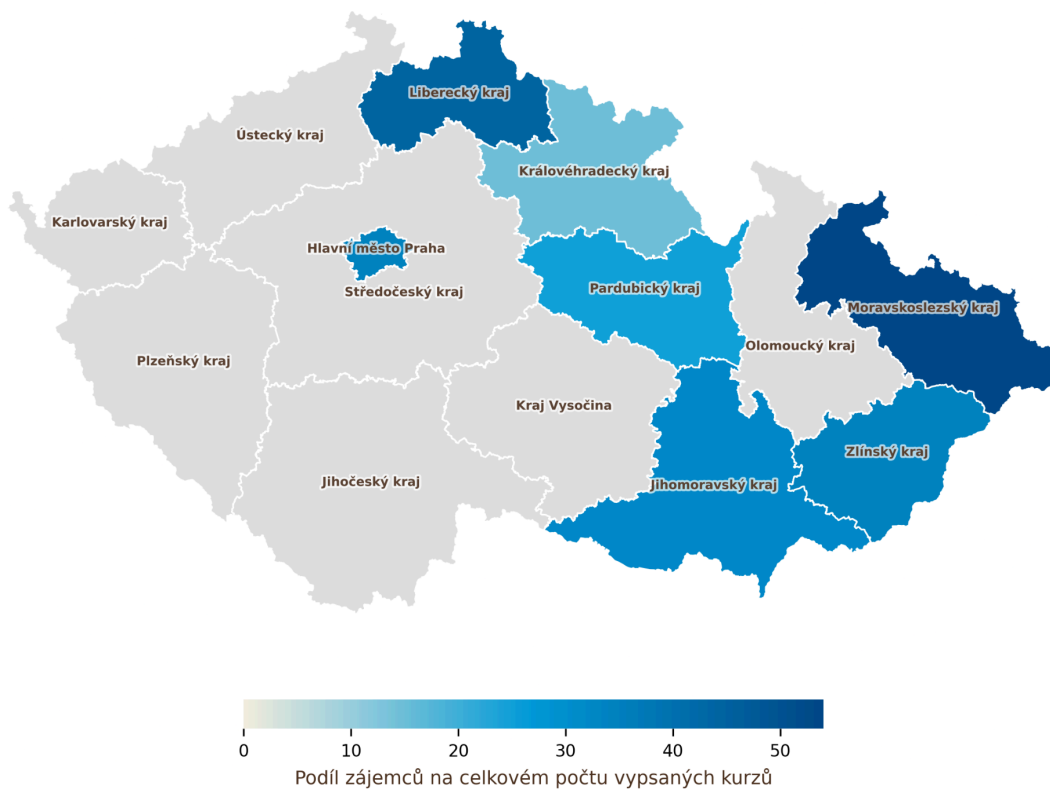 Liberecký kraj
Ústecký kraj
Královéhradecký kraj
Karlovarský kraj
Hlavní město Praha
Středočeský kraj
Pardubický kraj
Moravskoslezský kraj
Olomoucký kraj
Plzeňský kraj
Kraj Vysočina
Zlínský kraj
Jihočeský kraj
Jihomoravský kraj
0 10 20 30 40 50
Podíl zájemců na celkovém počtu vypsaných kurzů